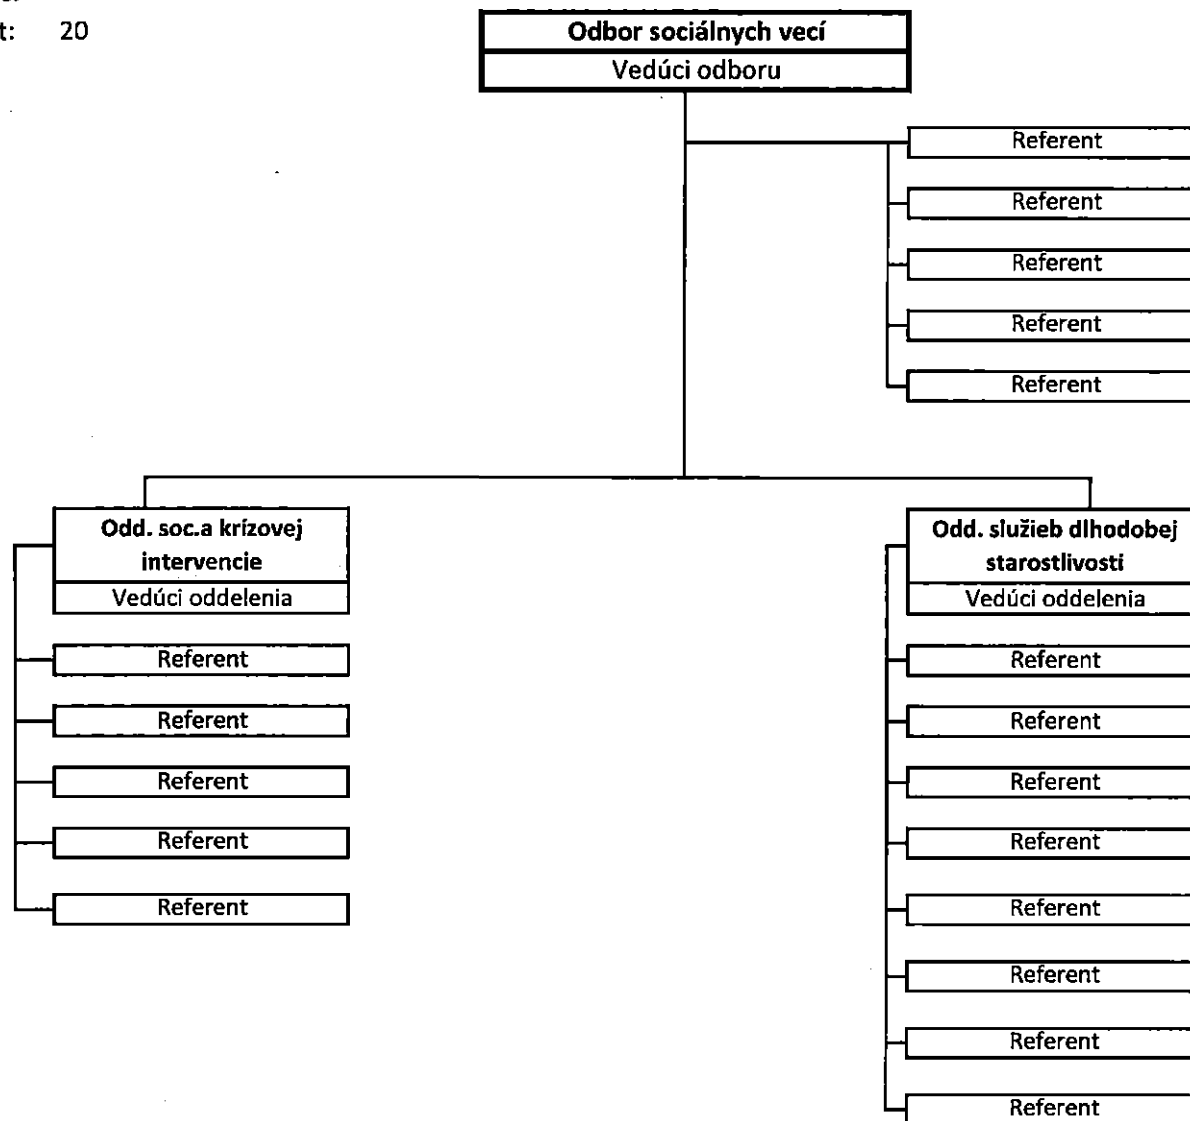 t: 20
Odbor sociálnych vecí
Vedúci odboru
Referent
Referent
Referent
Referent
Referent
Odd. soc.a krízovej
intervencie
Vedúci oddelenia
Referent
Referent
Referent
Referent
Referent
Odd. služieb dlhodobej
starostlivosti
Vedúci oddelenia
Referent
Referent
Referent
Referent
Referent
Referent
Referent
Referent